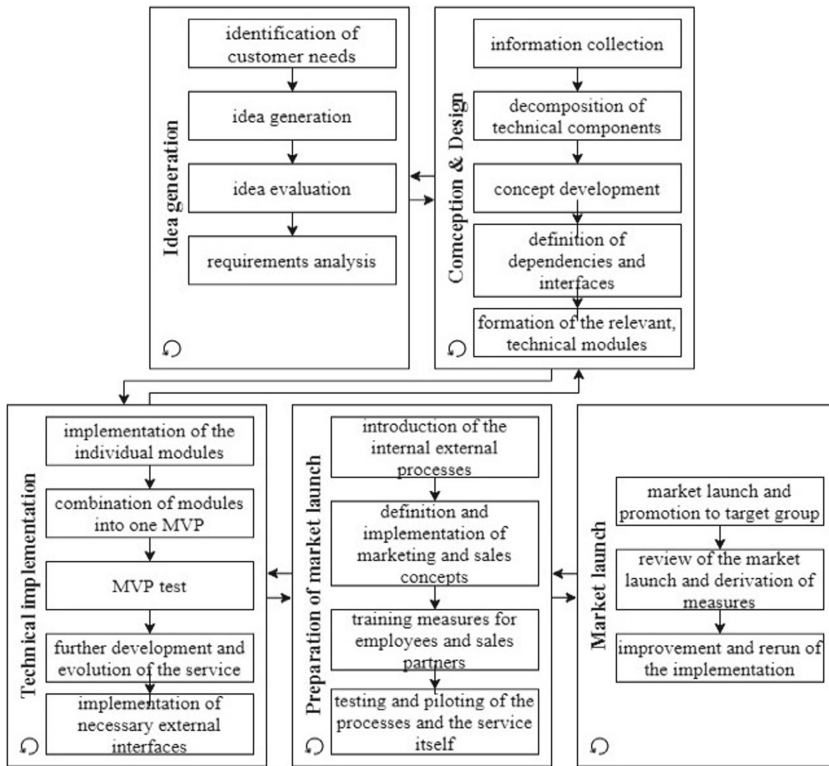 Idea generation
identification of
customer needs
idea generation
idea evaluation
requirements analysis
Comception & Design
information collection
decomposition of
technical components
concept development
definition of
dependencies and
interfaces
formation of the relevant,
technical modules
Technical implementation
implementation of the
individual modules
combination of modules
into one MVP
MVP test
further development and
evolution of the service
implementation of
necessary external
interfaces
Preparation of market launch
introduction of the
internal external
processes
definition and
implementation of
marketing and sales
concepts
training measures for
employees and sales
partners
testing and piloting of the
processes and the service
itself
Market launch
market launch and
promotion to target group
review of the market
launch and derivation of
measures
improvement and rerun of
the implementation